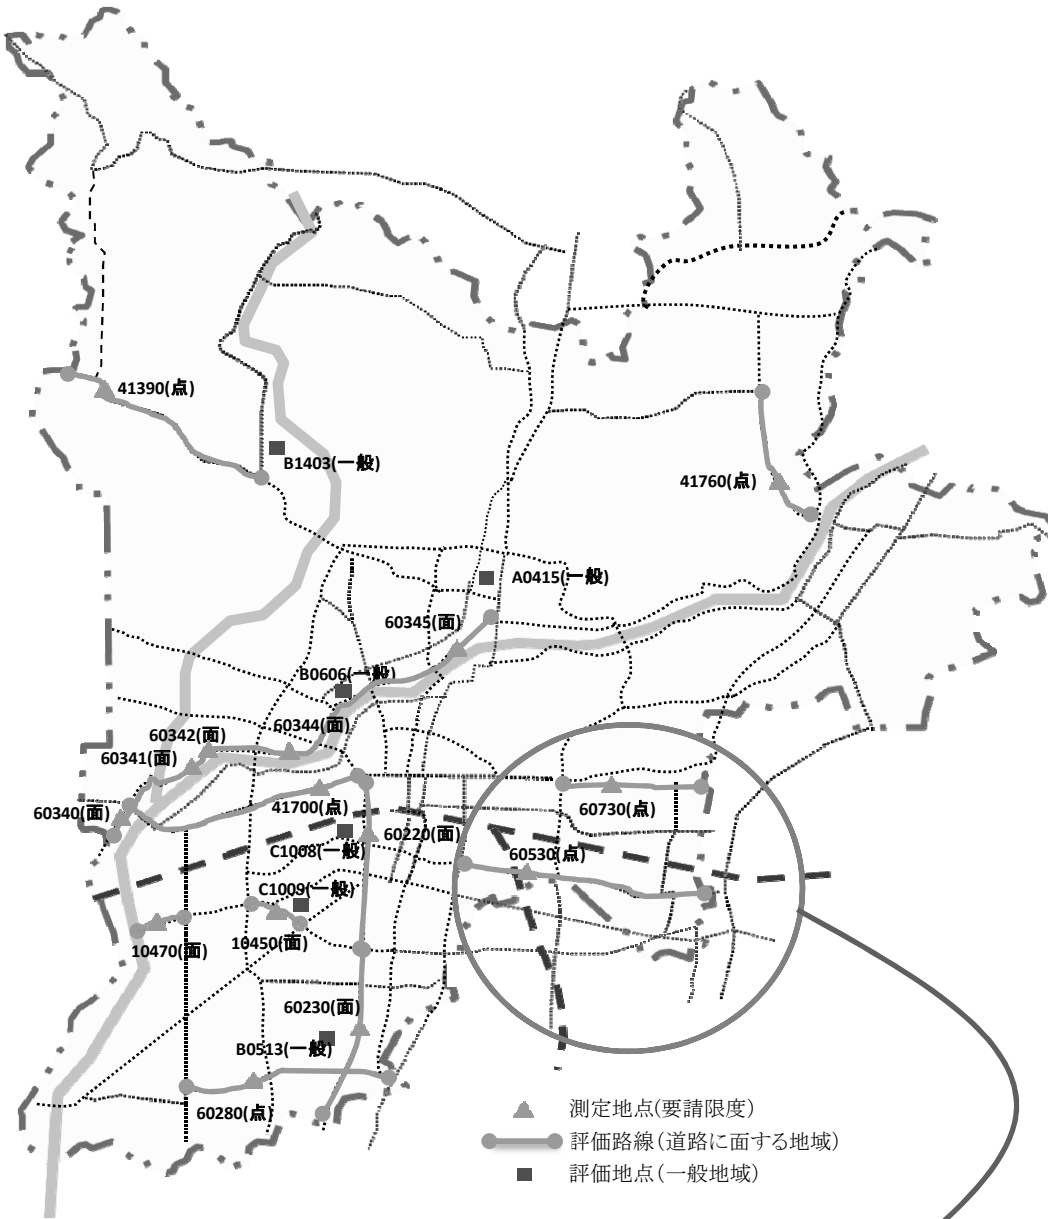 41390(点)
B1403(一般)
41760(点)
A0415(一般)
60345(面)
B0606(一般)
60344(面)
60342(面)
60341(面)
60340(面)
41700(点)
60730(点)
60220(面)
C1008(一般)
60530(点)
C1009(一般)
10470(面)
10450(面)
60230(面)
B0513(一般)
60280(点)
測定地点(要請限度)
評価路線(道路に面する地域)
評価地点(一般地域)